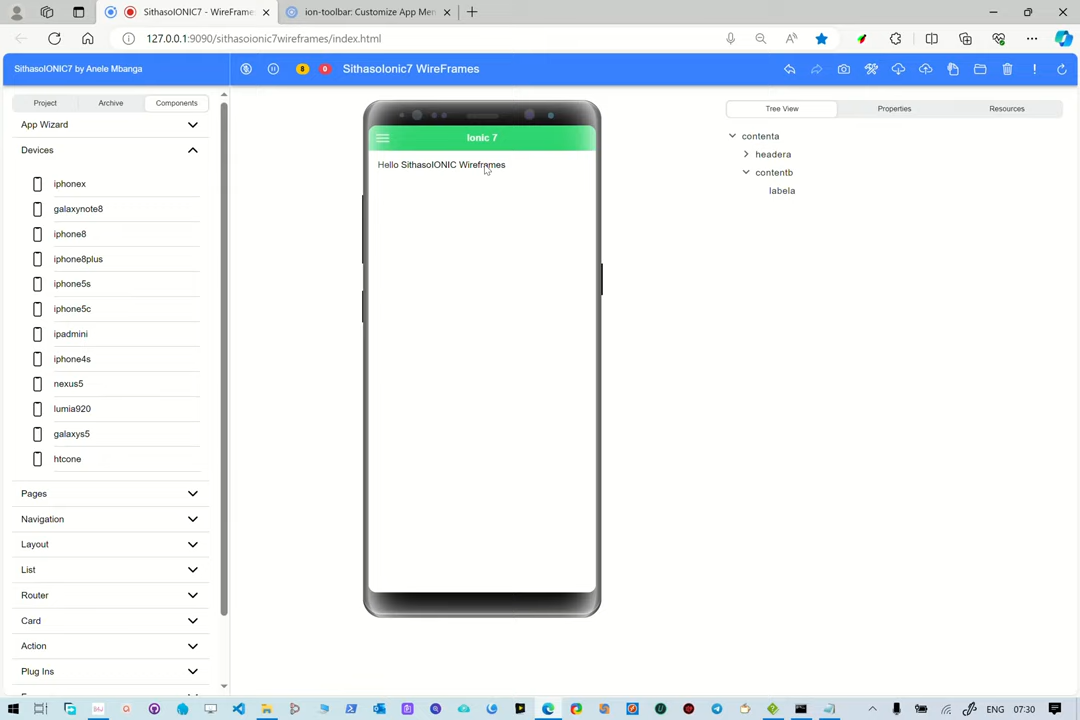 SithasoIONIC7 - WireFrames
ion-toolbar: Customize App Men
127.0.0.1:9090/sithasoionic7wireframes/index.html
SithasoIONIC7 by Anele Mbanga
8
0
SithasoIonic7 WireFrames
Project
Archive
Components
App Wizard
Devices
iphonex
galaxynote8
iphone8
iphone8plus
iphone5s
iphone5c
ipadmini
iphone4s
nexus5
lumia920
galaxys5
htcone
Pages
Navigation
Layout
List
Router
Card
Action
Plug Ins
Ionic 7
Hello SithasoIONIC Wireframes
Tree View
Properties
Resources
contenta
headera
contentb
labela
ENG
07:30